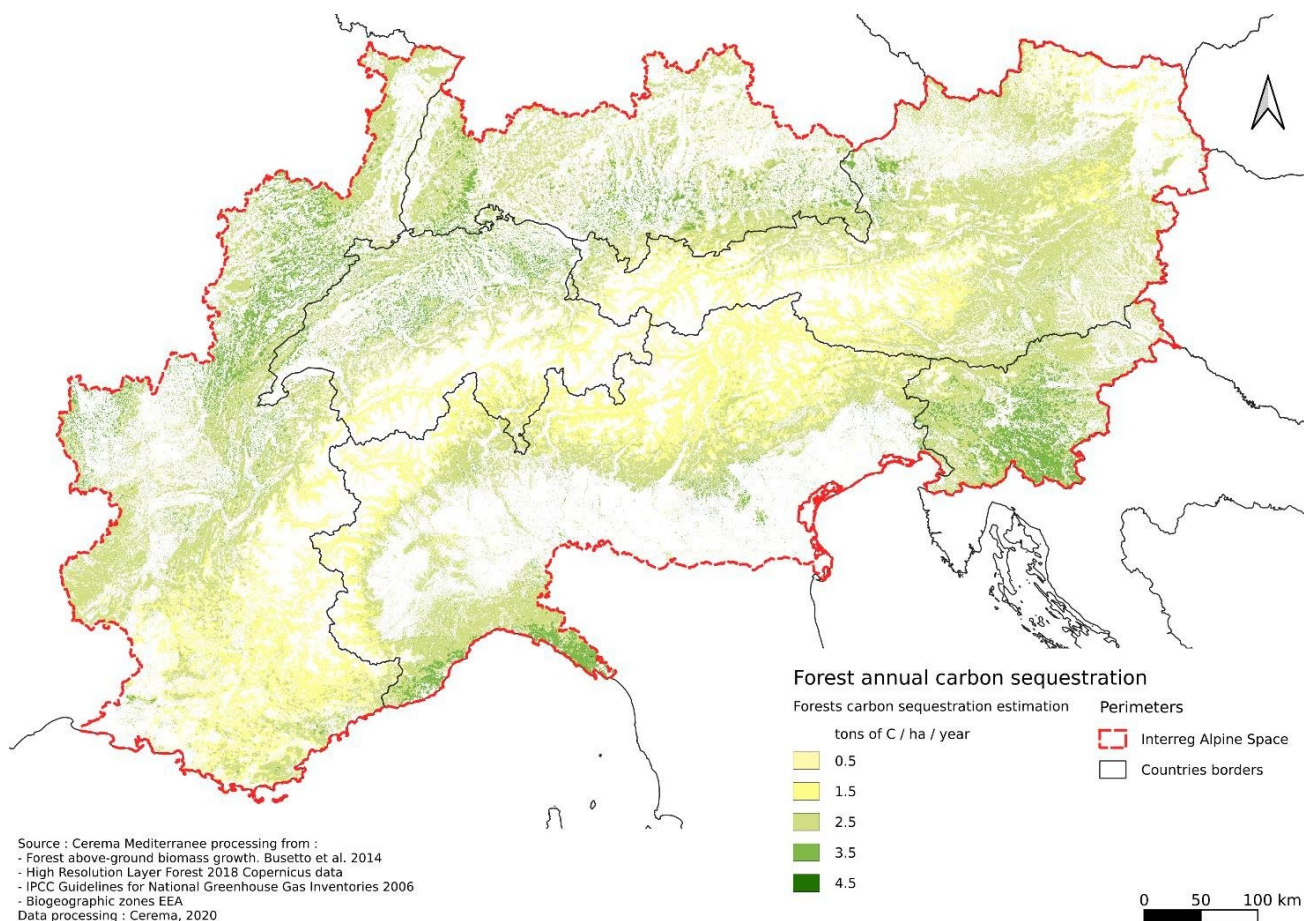 Forest annual carbon sequestration
Forests carbon sequestration estimation
tons of C / ha / year
0.5
1.5
2.5
3.5
4.5
Perimeters
Interreg Alpine Space
Countries borders
Source : Cerema Mediterranee processing from :
- Forest above-ground biomass growth. Busetto et al. 2014
- High Resolution Layer Forest 2018 Copernicus data
- IPCC Guidelines for National Greenhouse Gas Inventories 2006
- Biogeographic zones EEA
Data processing : Cerema, 2020
0 50 100 km